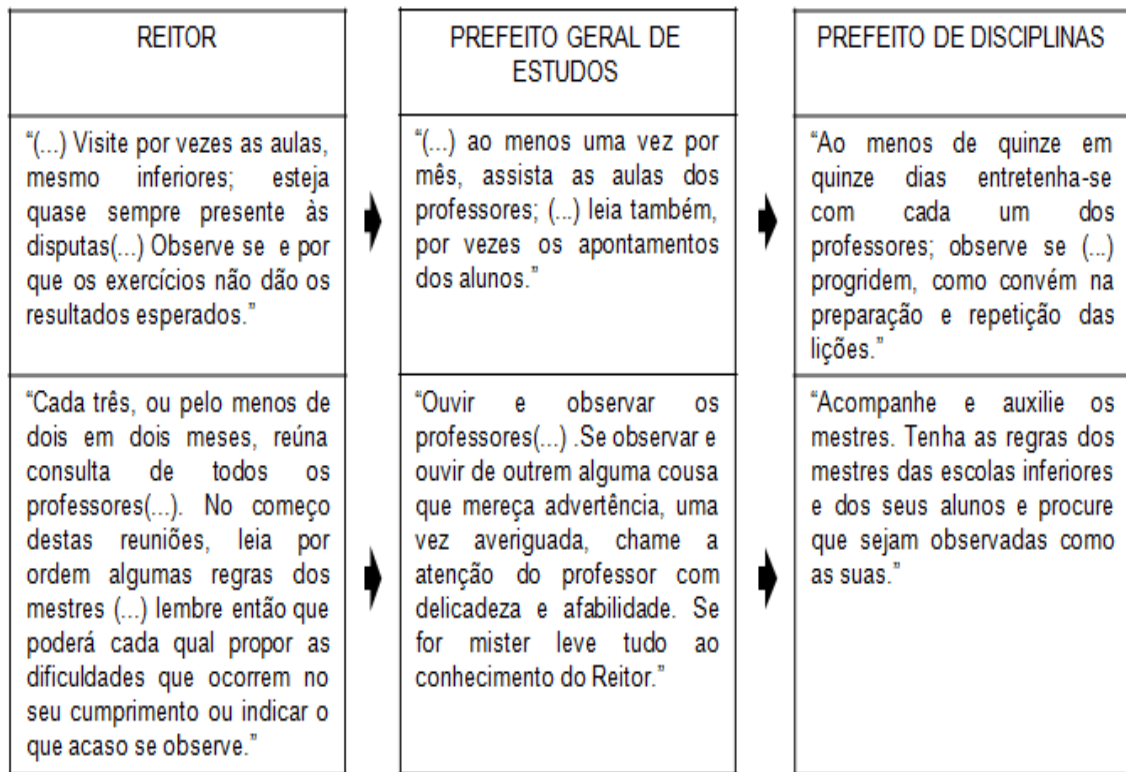 REITOR
PREFEITO GERAL DE
ESTUDOS
PREFEITO DE DISCIPLINAS
“(...) Visite por vezes as aulas,
mesmo inferiores; esteja
quase sempre presente às
disputas(...) Observe se e por
que os exercícios não dão os
resultados esperados.”
“(...) ao menos uma vez por
mês, assista as aulas dos
professores; (...) leia também,
por vezes os apontamentos
dos alunos.”
“Ao menos de quinze em
quinze dias entretenha-se
com cada um dos
professores; observe se (...)
progridem, como convém na
preparação e repetição das
lições.”
“Cada três, ou pelo menos de
dois em dois meses, reúna
consulta de todos os
professores(...). No começo
destas reuniões, leia por
ordem algumas regras dos
mestres (...) lembre então que
poderá cada qual propor as
dificuldades que ocorrem no
seu cumprimento ou indicar o
que acaso se observe.”
“Ouvir e observar os
professores(...) .Se observar e
ouvir de outrem alguma cousa
que mereça advertência, uma
vez averiguada, chame a
atenção do professor com
delicadeza e afabilidade. Se
for mister leve tudo ao
conhecimento do Reitor.”
“Acompanhe e auxilie os
mestres. Tenha as regras dos
mestres das escolas inferiores
e dos seus alunos e procure
que sejam observadas como
as suas.”